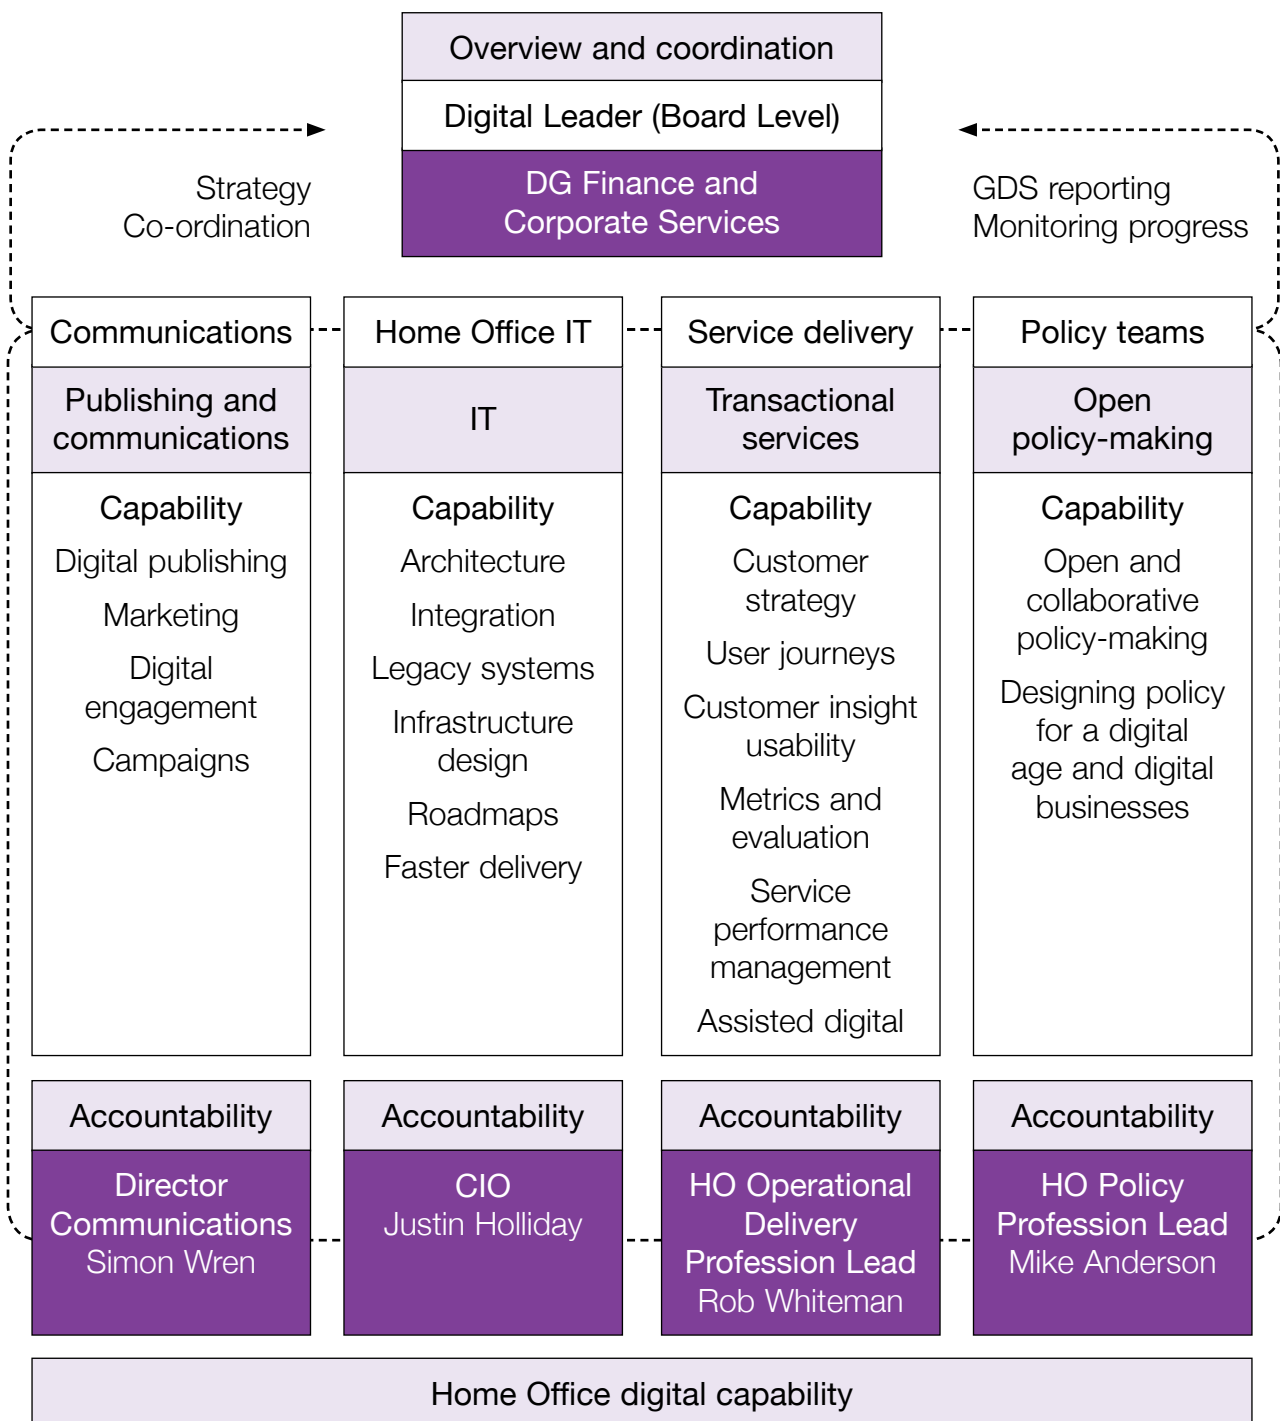 Overview and coordination
Digital Leader (Board Level)
DG Finance and
Corporate Services
Strategy
Co-ordination
GDS reporting
Monitoring progress
Communications
Publishing and
communications
Capability
Digital publishing
Marketing
Digital
engagement
Campaigns
Home Office IT
IT
Capability
Architecture
Integration
Legacy systems
Infrastructure
design
Roadmaps
Faster delivery
Service delivery
Transactional
services
Capability
Customer
strategy
User journeys
Customer insight
usability
Metrics and
evaluation
Service
performance
management
Assisted digital
Policy teams
Open
policy-making
Capability
Open and
collaborative
policy-making
Designing policy
for a digital
age and digital
businesses
Accountability
Director
Communications
Simon Wren
Accountability
CIO
Justin Holliday
Accountability
HO Operational
Delivery
Profession Lead
Rob Whiteman
Accountability
HO Policy
Profession Lead
Mike Anderson
Home Office digital capability